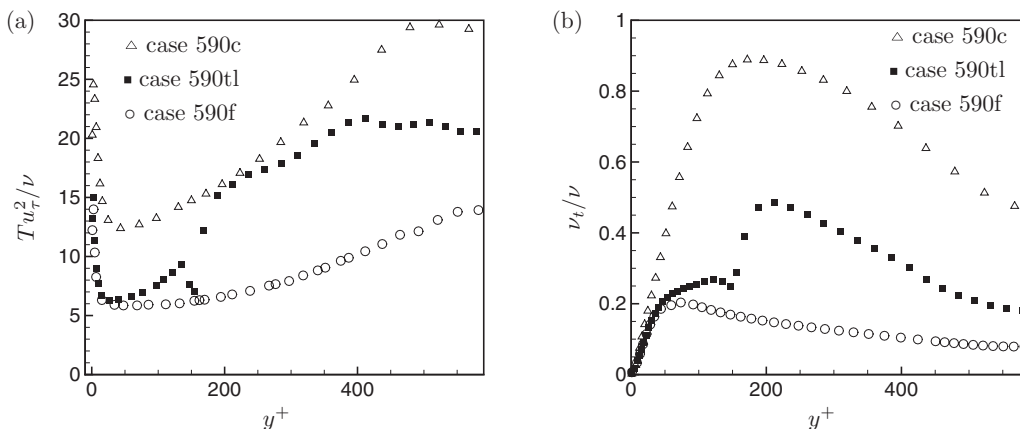 (a)
30
25
20
15
10
5
0
Tu_τ^2/ν
△ case 590c
■ case 590tl
○ case 590f
0 200 400
y^+
(b)
1
0.8
0.6
0.4
0.2
0
ν_t/ν
△ case 590c
■ case 590tl
○ case 590f
0 200 400
y^+